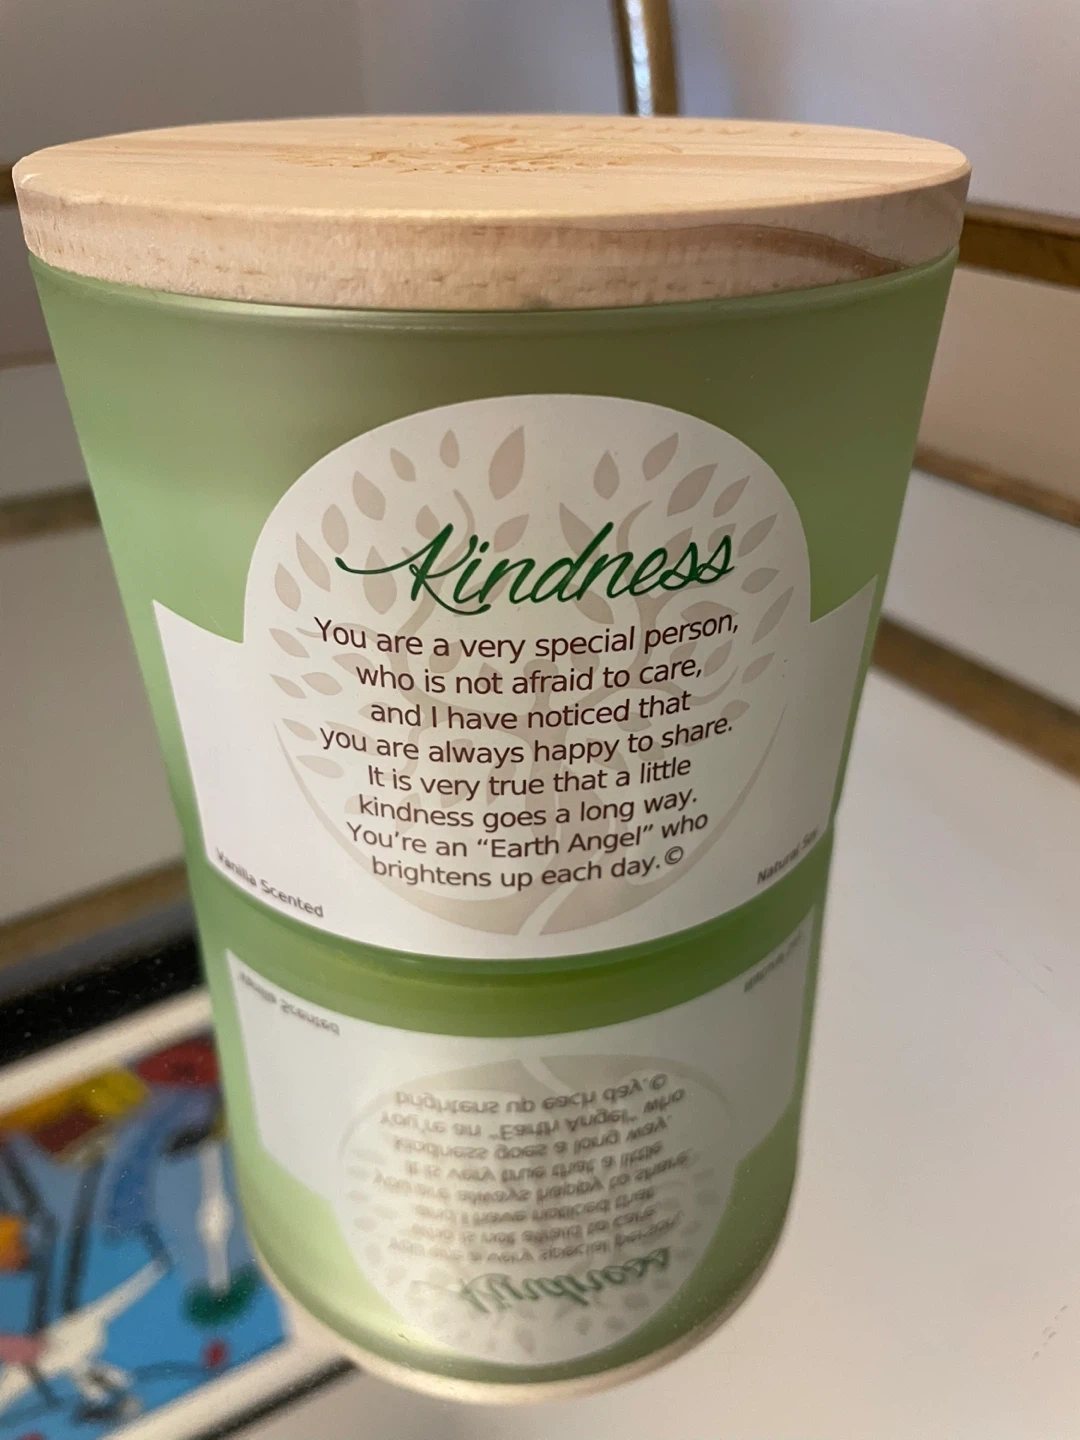 Kindness
You are a very special person,
who is not afraid to care,
and I have noticed that
you are always happy to share.
It is very true that a little
kindness goes a long way.
You're an “Earth Angel” who
brightens up each day.©
Vanilla Scented
Natural Soy